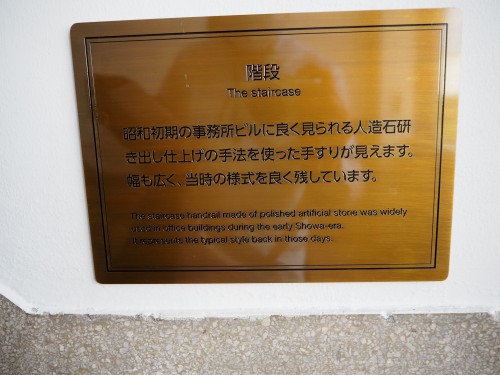 階段
The staircase
昭和初期の事務所ビルに良く見られる人造石研
き出し仕上げの手法を使った手すりが見えます。
幅も広く、当時の様式を良く残しています。
The staircase handrail made of polished artificial stone was widely
used in office buildings during the early Showa-era.
It represents the typical style back in those days.